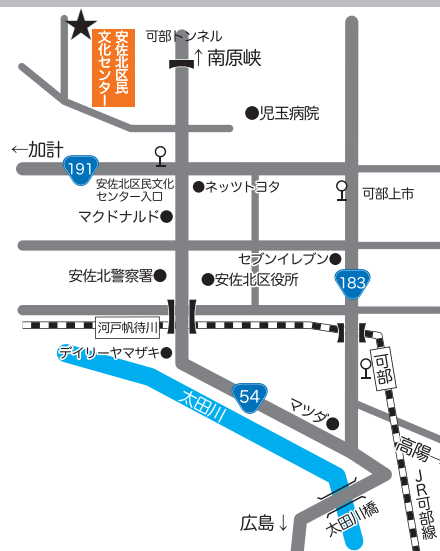 可部トンネル
↑南原峡
安佐北区民
文化センター
●児玉病院
←加計
191
安佐北区民文化
センター入口
●ネッツトヨタ
可部上市
マクドナルド●
セブンイレブン●
安佐北警察署●
●安佐北区役所
183
河戸帆待川
デイリーヤマザキ●
可部
54
太田川
マツダ●
高陽→
広島↓
太田川橋
JR可部線